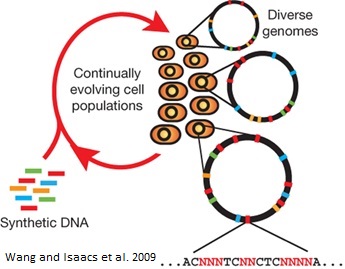 Diverse
genomes
Continually
evolving cell
populations
Synthetic DNA
Wang and Isaacs et al. 2009
...ACNNNTCNNCTCNNNNA...